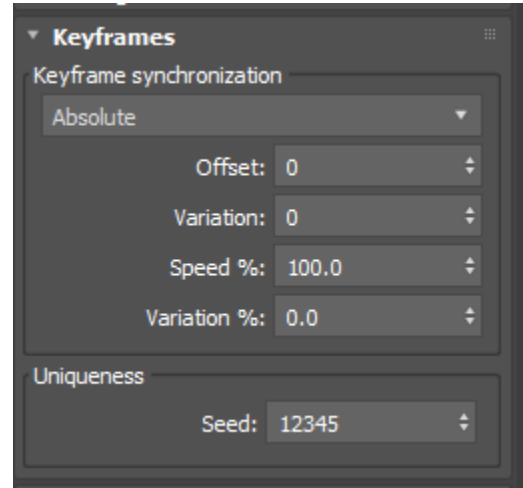 Keyframes
Keyframe synchronization
Absolute
Offset: 0
Variation: 0
Speed %: 100.0
Variation %: 0.0
Uniqueness
Seed: 12345